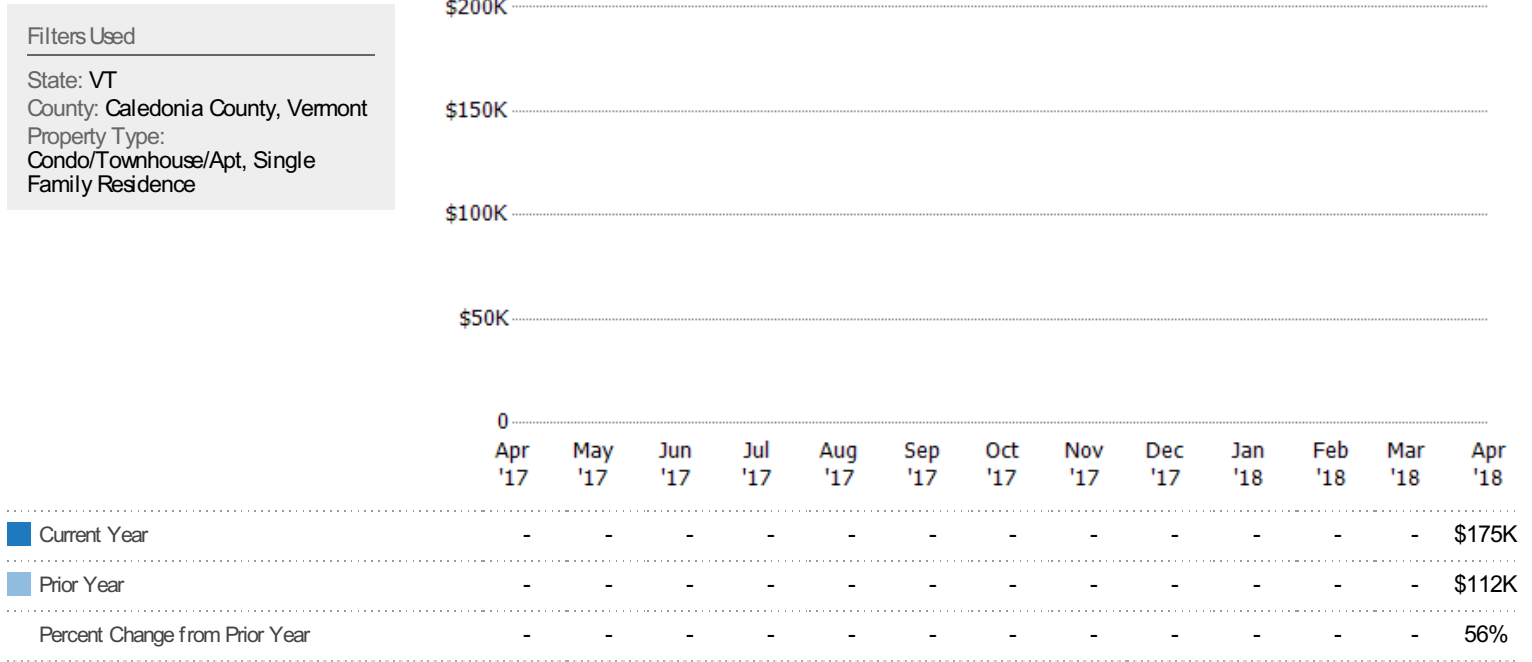 Filters Used
State: VT
County: Caledonia County, Vermont
Property Type:
Condo/Townhouse/Apt, Single
Family Residence
$200K
$150K
$100K
$50K
0
Apr May Jun Jul Aug Sep Oct Nov Dec Jan Feb Mar Apr
'17 '17 '17 '17 '17 '17 '17 '17 '17 '18 '18 '18 '18
Current Year - - - - - - - - - - - - $175K
Prior Year - - - - - - - - - - - - $112K
Percent Change from Prior Year - - - - - - - - - - - - 56%